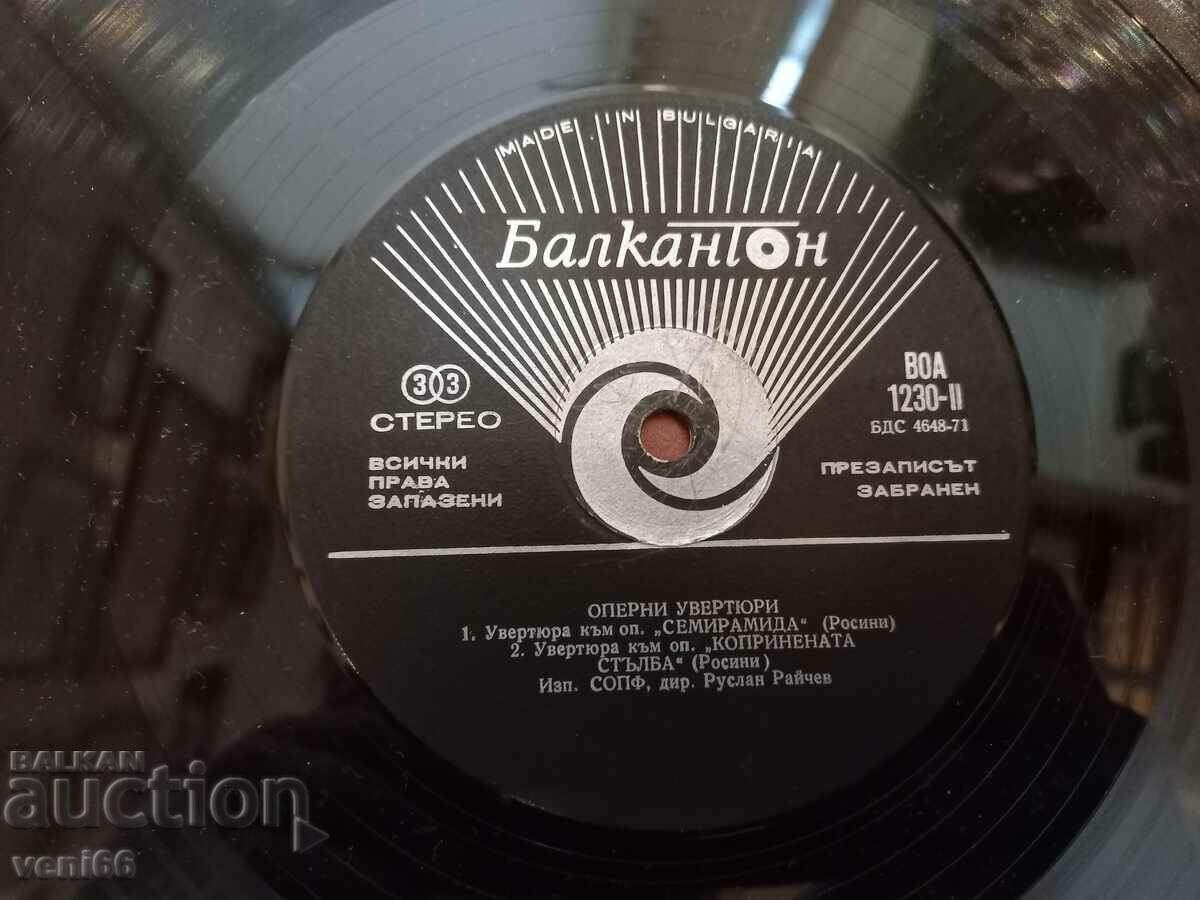 MADE IN BULGARIA
Балкантон
33
СТЕРЕО
ВСИЧКИ
ПРАВА
ЗАПАЗЕНИ
ВОА
1230-II
БДС 4648-71
ПРЕЗАПИСЪТ
ЗАБРАНЕН
ОПЕРНИ УВЕРТЮРИ
1. Увертюра към оп. „СЕМИРАМИДА“ (Росини)
2. Увертюра към оп. „КОПРИНЕНАТА
СТЪЛБА“ (Росини)
Изп. СОПФ, дир. Руслан Райчев
BALKAN
auction
veni66